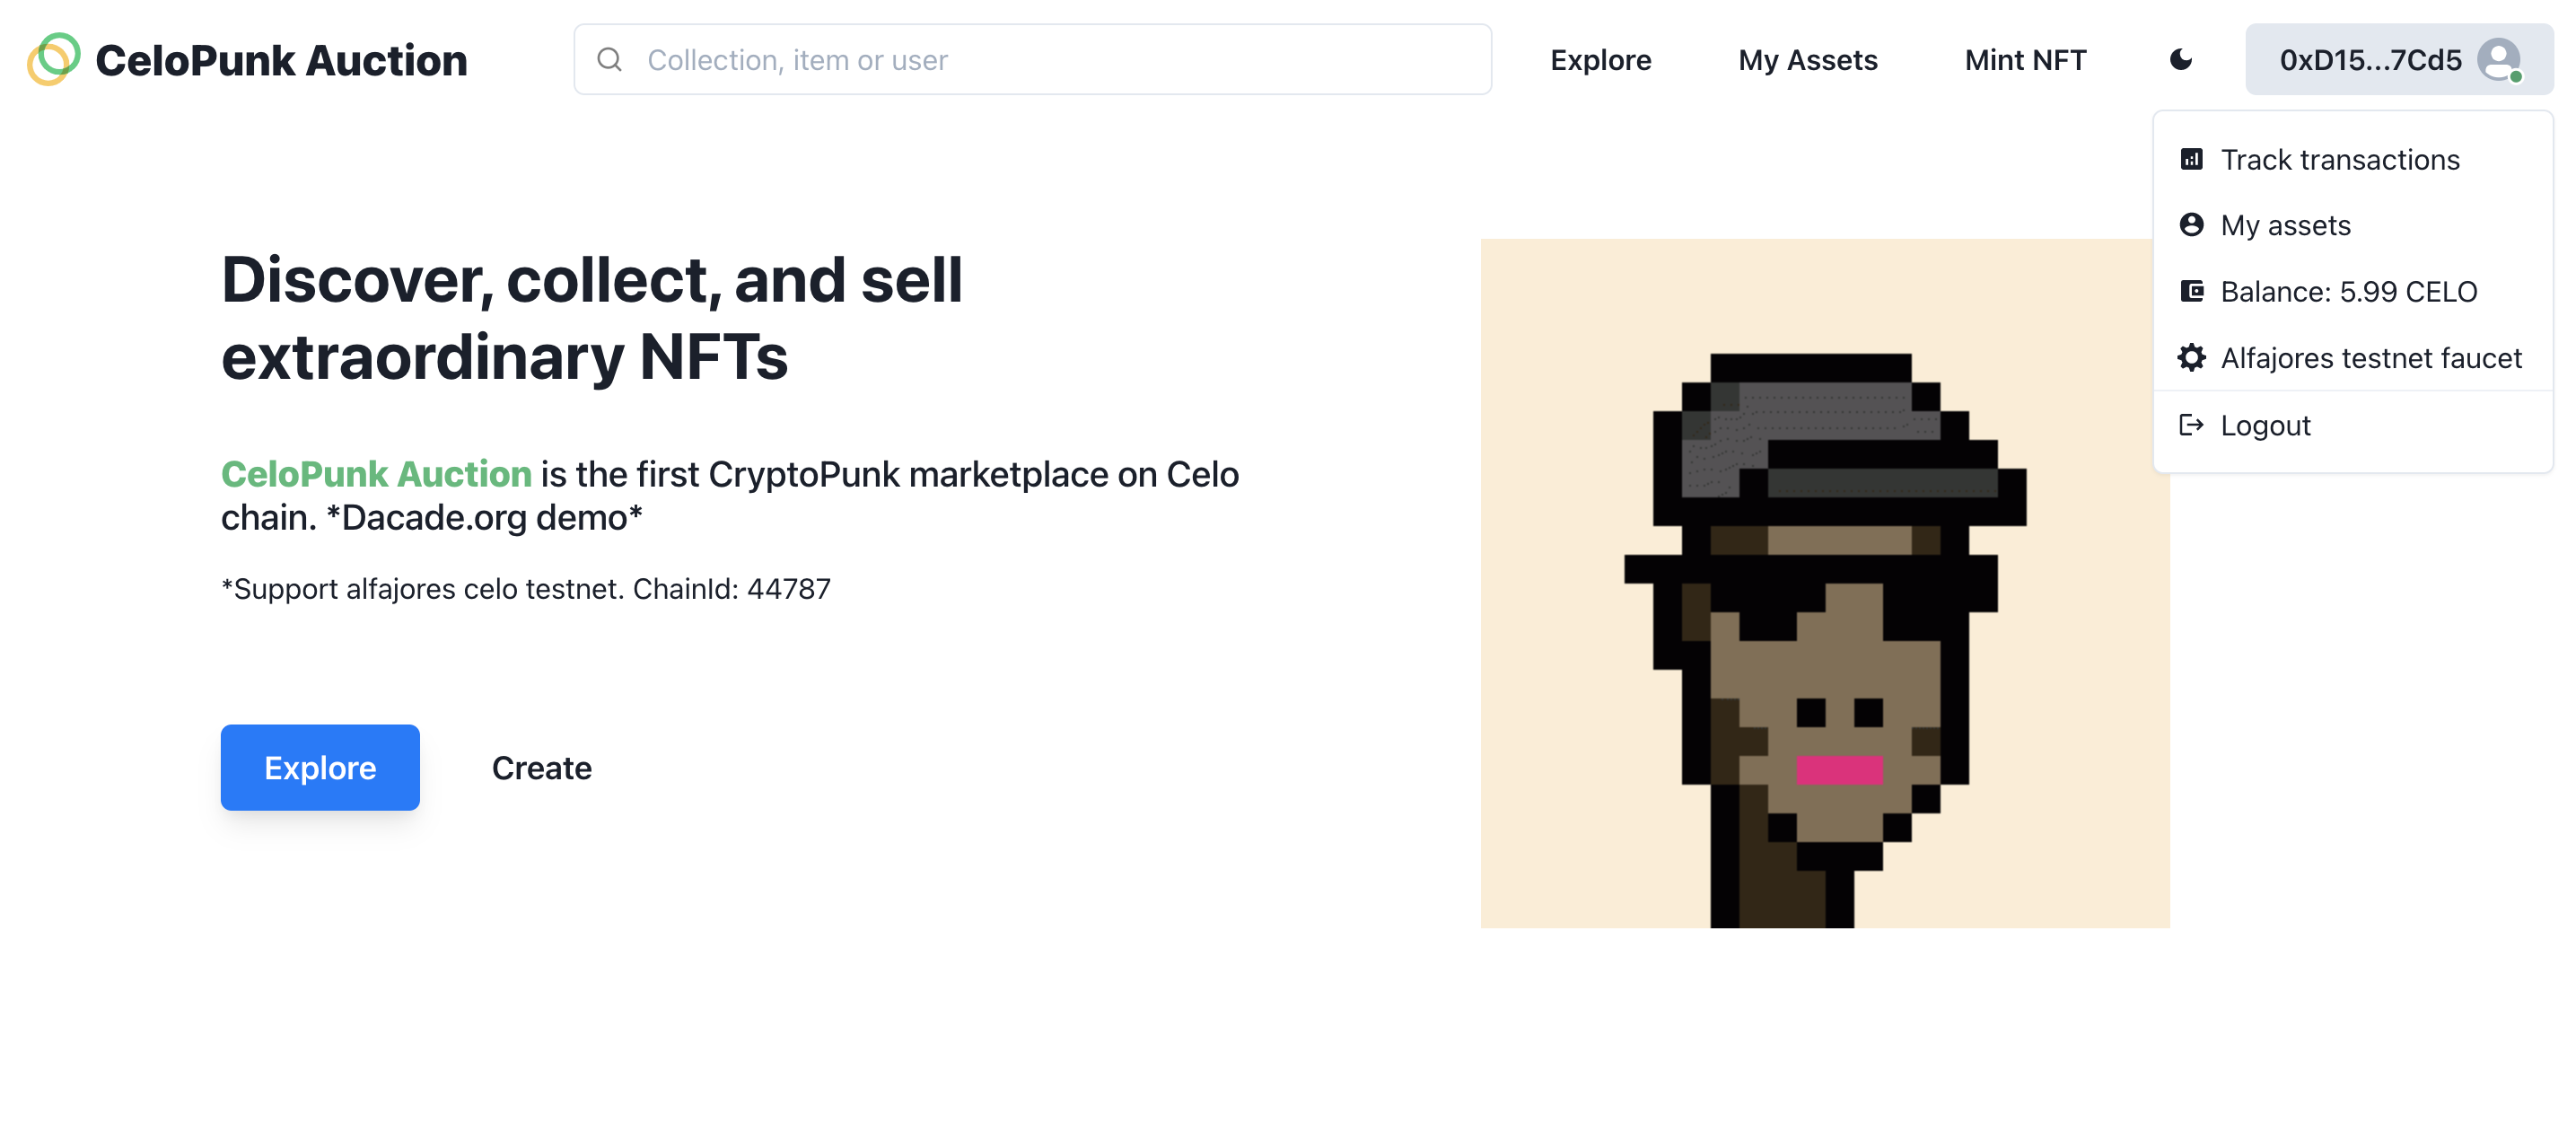 CeloPunk Auction
Collection, item or user
Explore
My Assets
Mint NFT
0xD15...7Cd5
Track transactions
My assets
Balance: 5.99 CELO
Alfajores testnet faucet
Logout
Discover, collect, and sell
extraordinary NFTs
CeloPunk Auction is the first CryptoPunk marketplace on Celo
chain. *Dacade.org demo*
*Support alfajores celo testnet. ChainId: 44787
Explore
Create